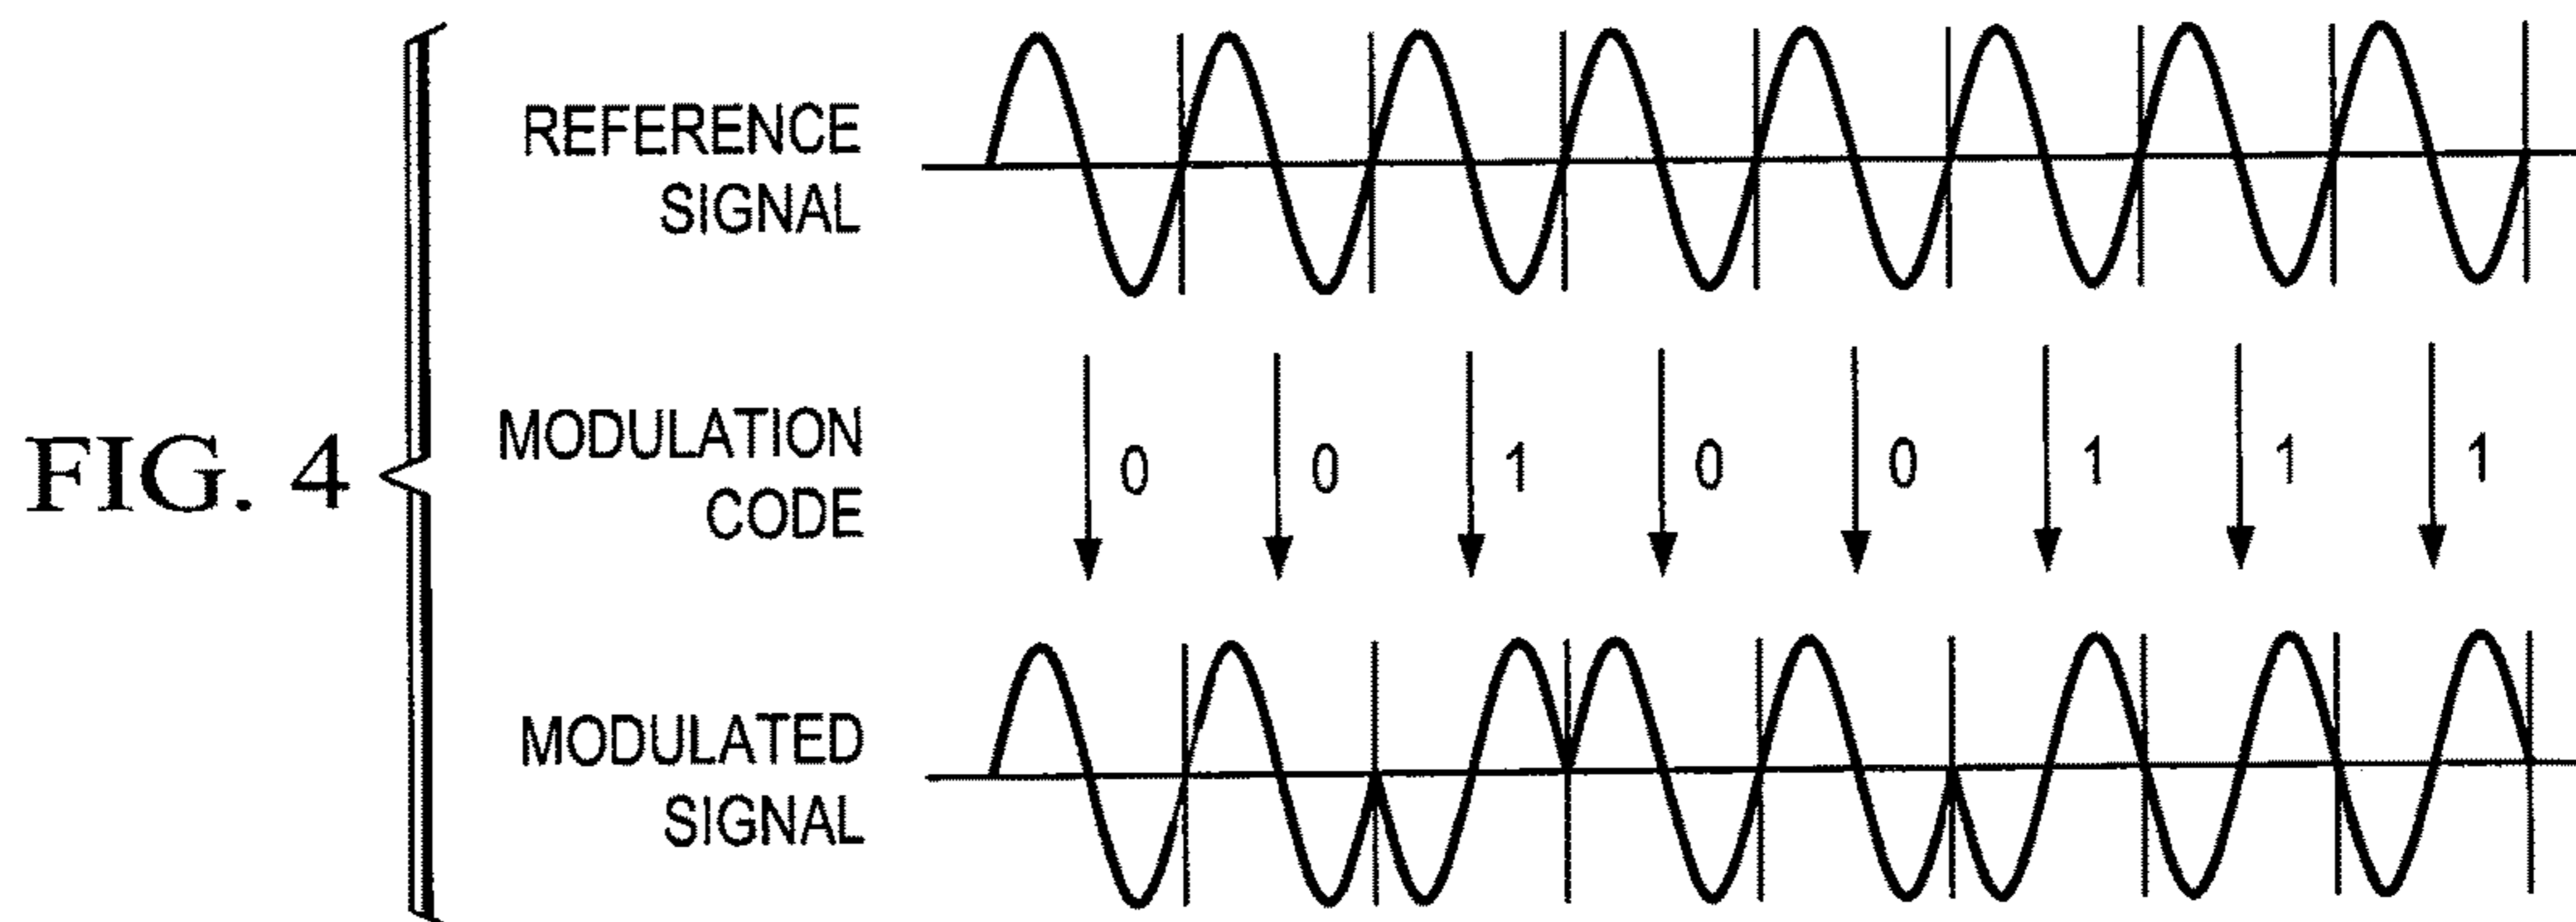 REFERENCE
SIGNAL
FIG. 4
MODULATION
CODE
0 0 1 0 0 1 1 1
MODULATED
SIGNAL